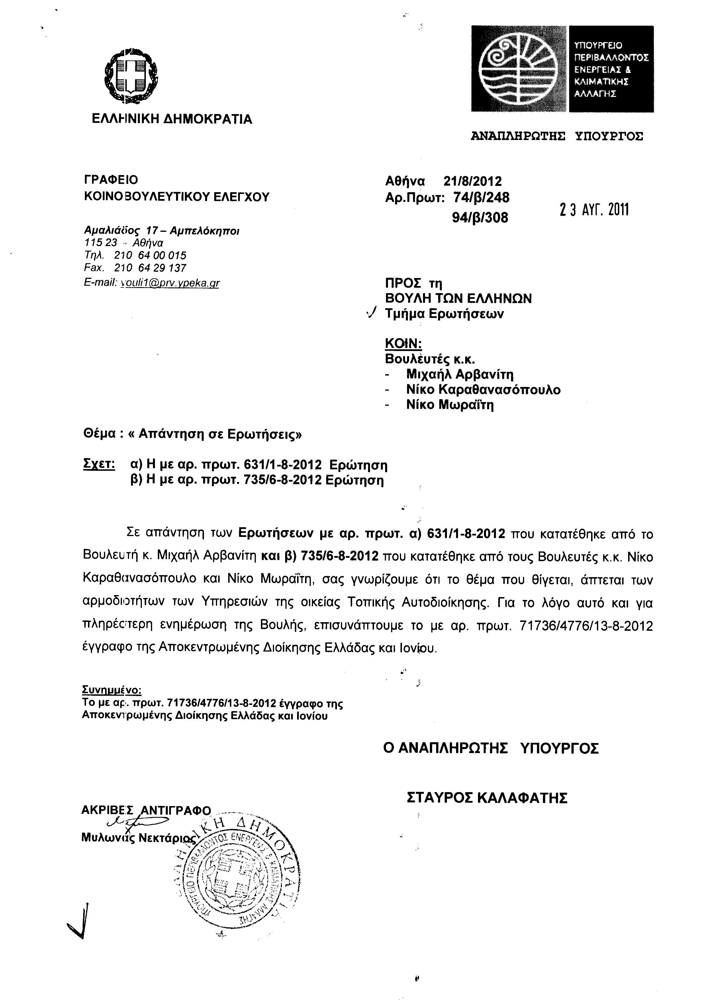 ΥΠΟΥΡΓΕΙΟ
ΠΕΡΙΒΑΛΛΟΝΤΟΣ
ΕΝΕΡΓΕΙΑΣ &
ΚΛΙΜΑΤΙΚΗΣ
ΑΛΛΑΓΗΣ
ΕΛΛΗΝΙΚΗ ΔΗΜΟΚΡΑΤΙΑ
ΑΝΑΠΛΗΡΩΤΗΣ ΥΠΟΥΡΓΟΣ
ΓΡΑΦΕΙΟ
ΚΟΙΝΟΒΟΥΛΕΥΤΙΚΟΥ ΕΛΕΓΧΟΥ
Αμαλιάδος 17 – Αμπελόκηποι
115 23 - Αθήνα
Τηλ. 210 64 00 015
Fax. 210 64 29 137
E-mail: vouli1@prv.ypeka.gr
Αθήνα 21/8/2012
Αρ.Πρωτ: 74/β/248
94/β/308
23 ΑΥΓ. 2011
ΠΡΟΣ τη
ΒΟΥΛΗ ΤΩΝ ΕΛΛΗΝΩΝ
Τμήμα Ερωτήσεων
ΚΟΙΝ:
Βουλευτές κ.κ.
- Μιχαήλ Αρβανίτη
- Νίκο Καραθανασόπουλο
- Νίκο Μωραΐτη
Θέμα : « Απάντηση σε Ερωτήσεις»
Σχετ: α) Η με αρ. πρωτ. 631/1-8-2012 Ερώτηση
β) Η με αρ. πρωτ. 735/6-8-2012 Ερώτηση
Σε απάντηση των Ερωτήσεων με αρ. πρωτ. α) 631/1-8-2012 που κατατέθηκε από το
Βουλευτή κ. Μιχαήλ Αρβανίτη και β) 735/6-8-2012 που κατατέθηκε από τους Βουλευτές κ.κ. Νίκο
Καραθανασόπουλο και Νίκο Μωραΐτη, σας γνωρίζουμε ότι το θέμα που θίγεται, άπτεται των
αρμοδιοτήτων των Υπηρεσιών της οικείας Τοπικής Αυτοδιοίκησης. Για το λόγο αυτό και για
πληρέστερη ενημέρωση της Βουλής, επισυνάπτουμε το με αρ. πρωτ. 71736/4776/13-8-2012
έγγραφο της Αποκεντρωμένης Διοίκησης Ελλάδας και Ιονίου.
Συνημμένο:
Το με αρ. πρωτ. 71736/4776/13-8-2012 έγγραφο της
Αποκεντρωμένης Διοίκησης Ελλάδας και Ιονίου
Ο ΑΝΑΠΛΗΡΩΤΗΣ ΥΠΟΥΡΓΟΣ
ΣΤΑΥΡΟΣ ΚΑΛΑΦΑΤΗΣ
ΑΚΡΙΒΕΣ ΑΝΤΙΓΡΑΦΟ
Μυλωνάς Νεκτάριος
ΕΛΛΗΝΙΚΗ ΔΗΜΟΚΡΑΤΙΑ
ΥΠΟΥΡΓΕΙΟ ΠΕΡΙΒΑΛΛΟΝΤΟΣ ΕΝΕΡΓΕΙΑΣ & ΚΛΙΜΑΤΙΚΗΣ ΑΛΛΑΓΗΣ